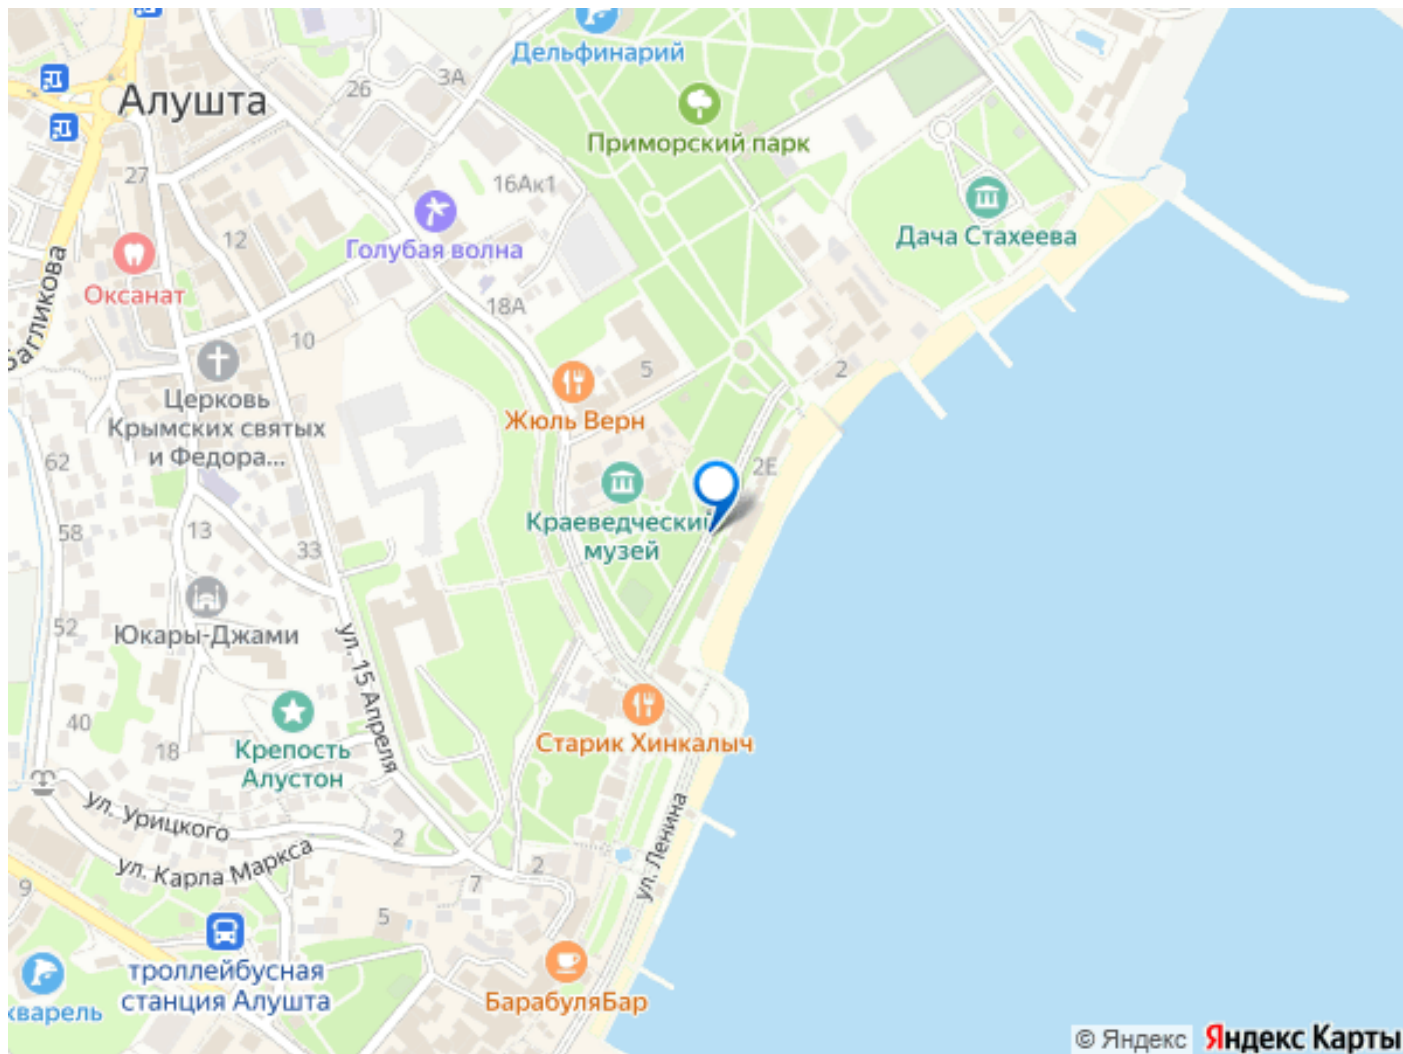 Дельфинарий
3А
26
Алушта
Приморский парк
16Ак1
27
12
Голубая волна
Дача Стахеева
Оксанат
18А
Багликова
10
5
2
Церковь
Крымских святых
и Федора...
Жюль Верн
62
2Е
58
13
33
Краеведческий
музей
52
Юкары-Джами
ул. 15 Апреля
40
18
Крепость
Алустон
Старик Хинкалыч
ул. Урицкого
ул. Карла Маркса
2
2
ул. Ленина
9
7
5
троллейбусная
станция Алушта
кварель
БарабуляБар
© Яндекс
Яндекс Карты